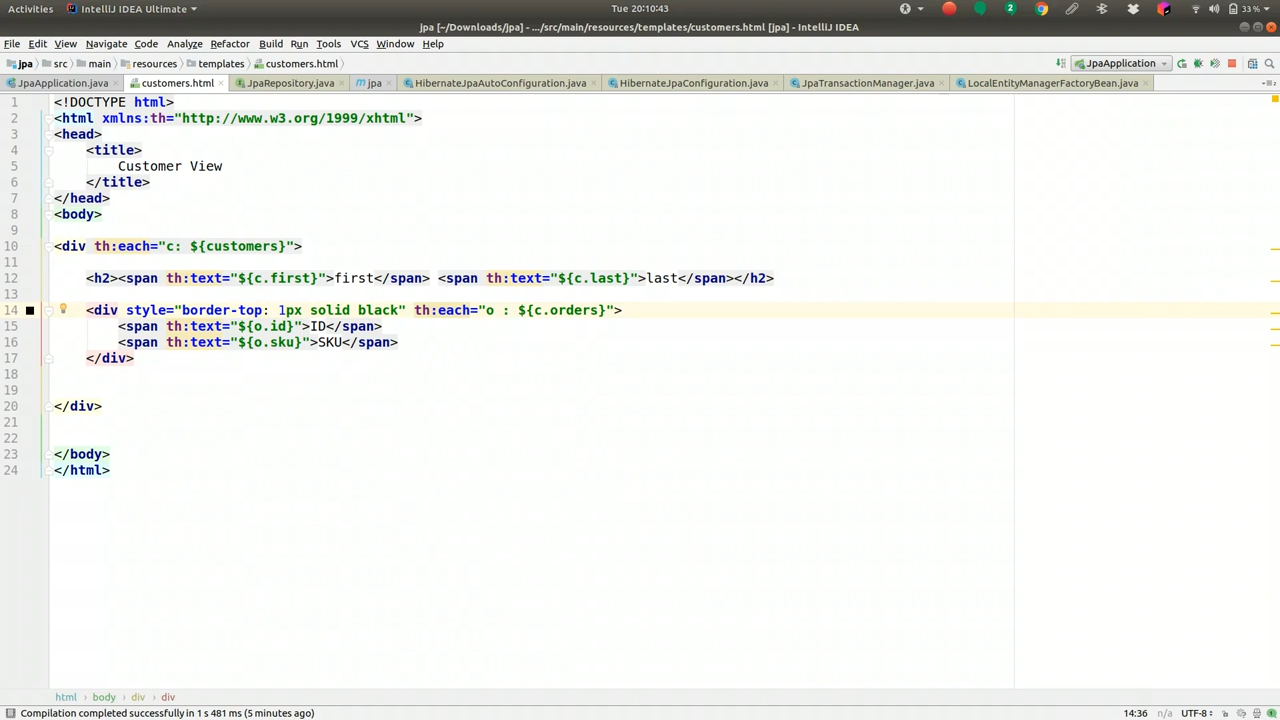 Activities IntelliJ IDEA Ultimate Tue 20:10:43 2 33 %
jpa [~/Downloads/jpa] - .../src/main/resources/templates/customers.html [jpa] - IntelliJ IDEA
File Edit View Navigate Code Analyze Refactor Build Run Tools VCS Window Help
jpa src main resources templates customers.html JpaApplication
JpaApplication.java customers.html JpaRepository.java jpa HibernateJpaAutoConfiguration.java HibernateJpaConfiguration.java JpaTransactionManager.java LocalEntityManagerFactoryBean.java
1 <!DOCTYPE html>
2 <html xmlns:th="http://www.w3.org/1999/xhtml">
3 <head>
4 <title>
5 Customer View
6 </title>
7 </head>
8 <body>
9
10 <div th:each="c: ${customers}">
11
12 <h2><span th:text="${c.first}">first</span> <span th:text="${c.last}">last</span></h2>
13
14 <div style="border-top: 1px solid black" th:each="o : ${c.orders}">
15 <span th:text="${o.id}">ID</span>
16 <span th:text="${o.sku}">SKU</span>
17 </div>
18
19
20 </div>
21
22
23 </body>
24 </html>
html body div div
Compilation completed successfully in 1 s 481 ms (5 minutes ago) 14:36 n/a UTF-8